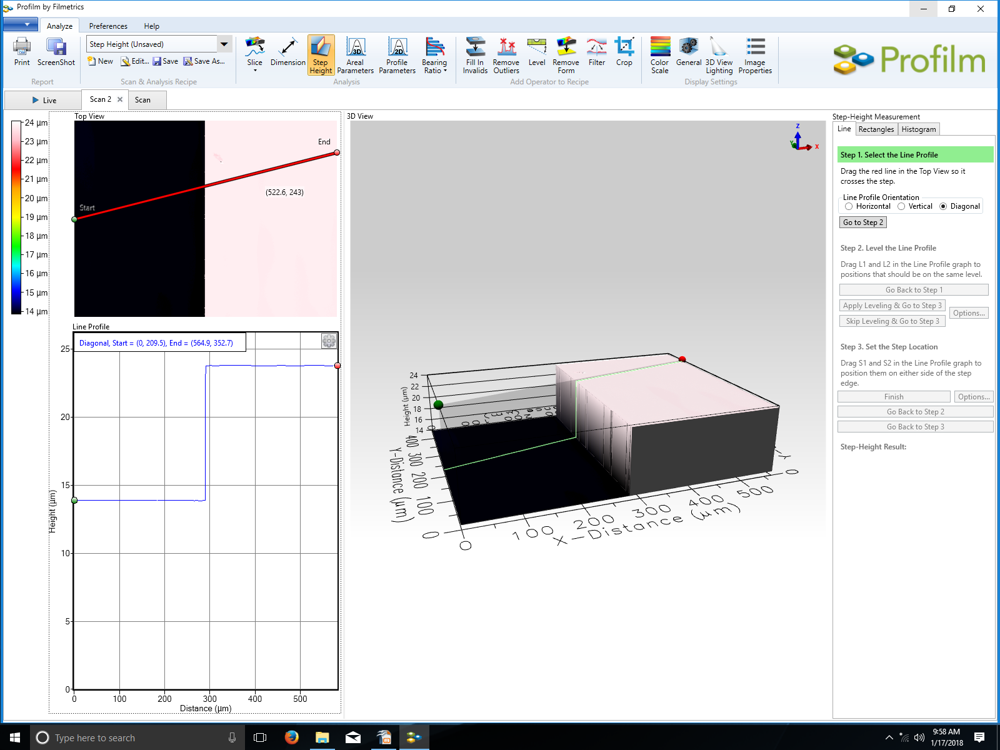 Profilm by Filmetrics
Analyze
Preferences
Help
Print
ScreenShot
Report
Step Height (Unsaved)
New
Edit...
Save
Save As...
Scan & Analysis Recipe
Slice
Dimension
Step Height
Areal Parameters
Profile Parameters
Bearing Ratio
Analysis
Fill In Invalids
Remove Outliers
Level
Remove Form
Filter
Crop
Add Operator to Recipe
Color Scale
General
3D View Lighting
Image Properties
Display Settings
Profilm
Live
Scan 2
Scan
Top View
24 µm
23 µm
22 µm
21 µm
20 µm
19 µm
18 µm
17 µm
16 µm
15 µm
14 µm
Start
End
(522.6, 243)
Line Profile
Diagonal, Start = (0, 209.5), End = (564.9, 352.7)
25
20
15
10
5
0
Height (µm)
0 100 200 300 400 500
Distance (µm)
3D View
Z
Y
X
24
22
20
18
16
14
Height (µm)
400 300 200 100 0
Y-Distance (µm)
0 100 200 300 400 500
X-Distance (µm)
0
Step-Height Measurement
Line
Rectangles
Histogram
Step 1. Select the Line Profile
Drag the red line in the Top View so it
crosses the step.
Line Profile Orientation
Horizontal
Vertical
Diagonal
Go to Step 2
Step 2. Level the Line Profile
Drag L1 and L2 in the Line Profile graph to
positions that should be on the same level.
Go Back to Step 1
Apply Leveling & Go to Step 3
Skip Leveling & Go to Step 3
Options...
Step 3. Set the Step Location
Drag S1 and S2 in the Line Profile graph to
position them on either side of the step
edge.
Finish
Options...
Go Back to Step 2
Go Back to Step 3
Step-Height Result:
Type here to search
9:58 AM
1/17/2018